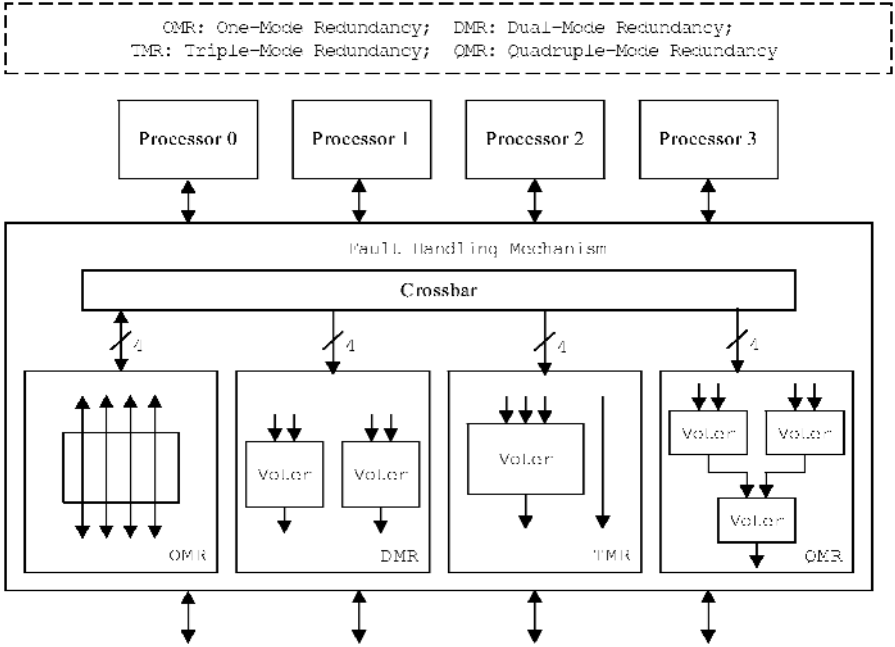 OMR: One-Mode Redundancy; DMR: Dual-Mode Redundancy;
TMR: Triple-Mode Redundancy; QMR: Quadruple-Mode Redundancy
Processor 0 Processor 1 Processor 2 Processor 3
Fault Handling Mechanism
Crossbar
4 4 4 4
Voter Voter
Voter Voter Voter
Voter
OMR DMR TMR QMR